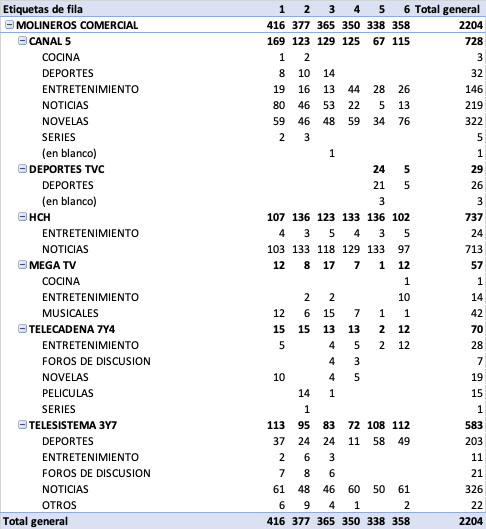 Etiquetas de fila 1 2 3 4 5 6 Total general
MOLINEROS COMERCIAL 416 377 365 350 338 358 2204
CANAL 5 169 123 129 125 67 115 728
COCINA 1 2 3
DEPORTES 8 10 14 32
ENTRETENIMIENTO 19 16 13 44 28 26 146
NOTICIAS 80 46 53 22 5 13 219
NOVELAS 59 46 48 59 34 76 322
SERIES 2 3 5
(en blanco) 1 1
DEPORTES TVC 24 5 29
DEPORTES 21 5 26
(en blanco) 3 3
HCH 107 136 123 133 136 102 737
ENTRETENIMIENTO 4 3 5 4 3 5 24
NOTICIAS 103 133 118 129 133 97 713
MEGA TV 12 8 17 7 1 12 57
COCINA 1 1
ENTRETENIMIENTO 2 2 10 14
MUSICALES 12 6 15 7 1 1 42
TELECADENA 7Y4 15 15 13 13 2 12 70
ENTRETENIMIENTO 5 4 5 2 12 28
FOROS DE DISCUSION 4 3 7
NOVELAS 10 4 5 19
PELICULAS 14 1 15
SERIES 1 1
TELESISTEMA 3Y7 113 95 83 72 108 112 583
DEPORTES 37 24 24 11 58 49 203
ENTRETENIMIENTO 2 6 3 11
FOROS DE DISCUSION 7 8 6 21
NOTICIAS 61 48 46 60 50 61 326
OTROS 6 9 4 1 2 22
Total general 416 377 365 350 338 358 2204